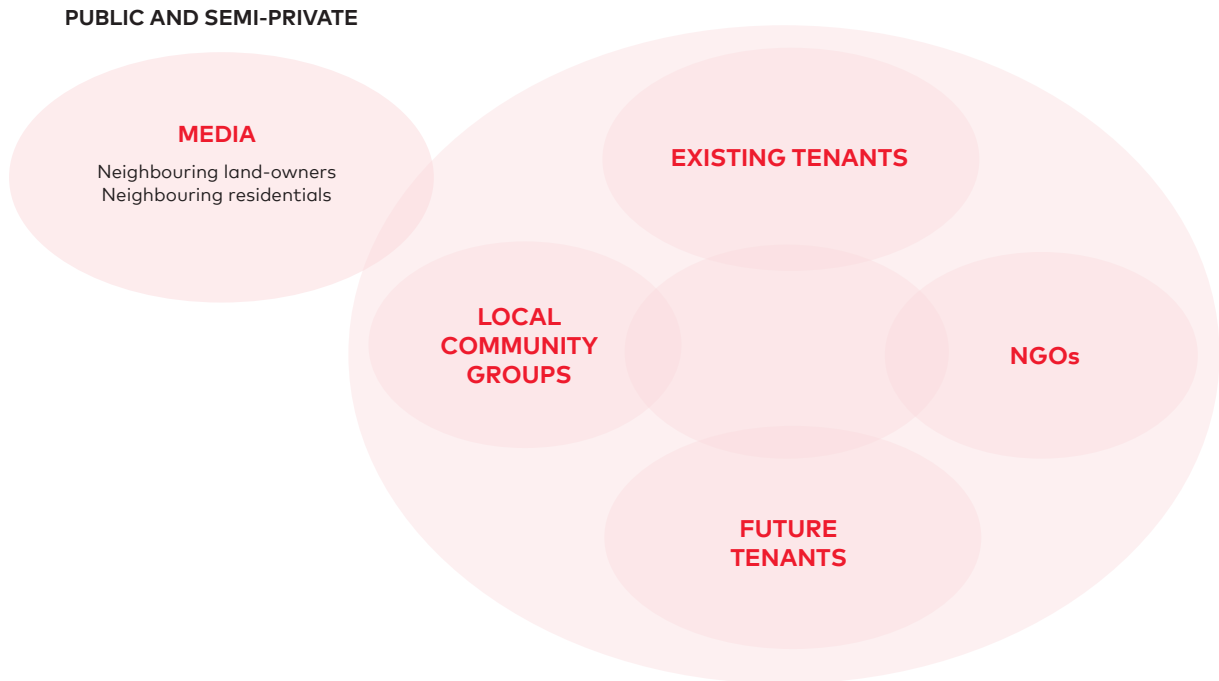 PUBLIC AND SEMI-PRIVATE
MEDIA
Neighbouring land-owners
Neighbouring residentials
EXISTING TENANTS
LOCAL
COMMUNITY
GROUPS
NGOs
FUTURE
TENANTS